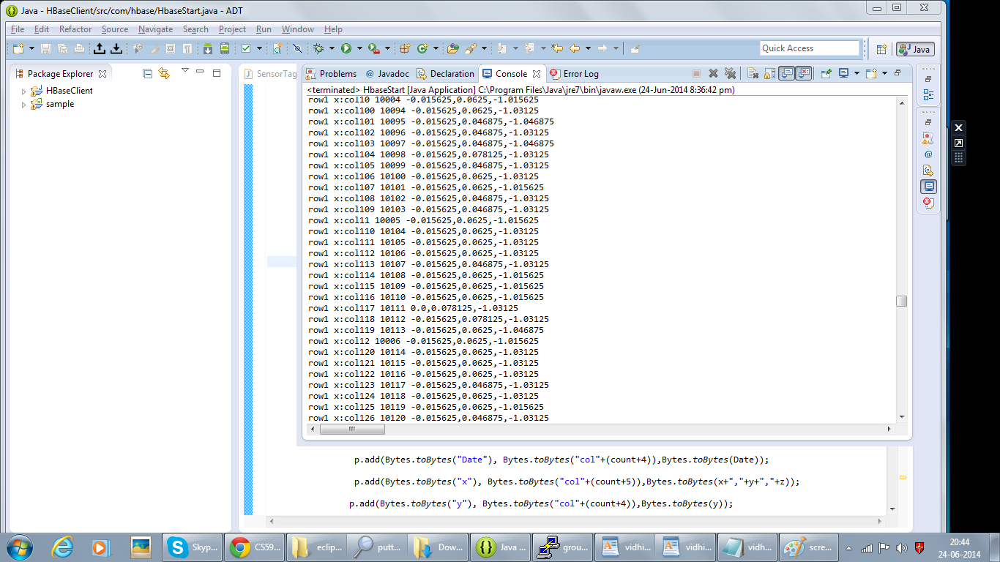 Java - HBaseClient/src/com/hbase/HbaseStart.java - ADT
File Edit Refactor Source Navigate Search Project Run Window Help
Quick Access
Java
Package Explorer
HBaseClient
sample
SensorTag
Problems @ Javadoc Declaration Console Error Log
<terminated> HbaseStart [Java Application] C:\Program Files\Java\jre7\bin\javaw.exe (24-Jun-2014 8:36:42 pm)
row1 x:col10 10004 -0.015625,0.0625,-1.015625
row1 x:col100 10094 -0.015625,0.0625,-1.03125
row1 x:col101 10095 -0.015625,0.046875,-1.046875
row1 x:col102 10096 -0.015625,0.046875,-1.03125
row1 x:col103 10097 -0.015625,0.046875,-1.046875
row1 x:col104 10098 -0.015625,0.078125,-1.03125
row1 x:col105 10099 -0.015625,0.046875,-1.03125
row1 x:col106 10100 -0.015625,0.0625,-1.03125
row1 x:col107 10101 -0.015625,0.0625,-1.015625
row1 x:col108 10102 -0.015625,0.046875,-1.03125
row1 x:col109 10103 -0.015625,0.046875,-1.03125
row1 x:col11 10005 -0.015625,0.0625,-1.015625
row1 x:col110 10104 -0.015625,0.0625,-1.03125
row1 x:col111 10105 -0.015625,0.0625,-1.03125
row1 x:col112 10106 -0.015625,0.0625,-1.03125
row1 x:col113 10107 -0.015625,0.046875,-1.03125
row1 x:col114 10108 -0.015625,0.0625,-1.015625
row1 x:col115 10109 -0.015625,0.0625,-1.015625
row1 x:col116 10110 -0.015625,0.0625,-1.015625
row1 x:col117 10111 0.0,0.078125,-1.03125
row1 x:col118 10112 -0.015625,0.078125,-1.03125
row1 x:col119 10113 -0.015625,0.0625,-1.046875
row1 x:col12 10006 -0.015625,0.0625,-1.015625
row1 x:col120 10114 -0.015625,0.0625,-1.03125
row1 x:col121 10115 -0.015625,0.0625,-1.03125
row1 x:col122 10116 -0.015625,0.0625,-1.03125
row1 x:col123 10117 -0.015625,0.046875,-1.03125
row1 x:col124 10118 -0.015625,0.0625,-1.03125
row1 x:col125 10119 -0.015625,0.0625,-1.015625
row1 x:col126 10120 -0.015625,0.046875,-1.03125
p.add(Bytes.toBytes("Date"), Bytes.toBytes("col"+(count+4)),Bytes.toBytes(Date));
p.add(Bytes.toBytes("x"), Bytes.toBytes("col"+(count+5)),Bytes.toBytes(x+","+y+","+z));
p.add(Bytes.toBytes("y"), Bytes.toBytes("col"+(count+4)),Bytes.toBytes(y));
Skyp... CS59... eclip... putt... Dow... Java ... grou... vidhi... vidhi... vidh... scre...
20:44
24-06-2014